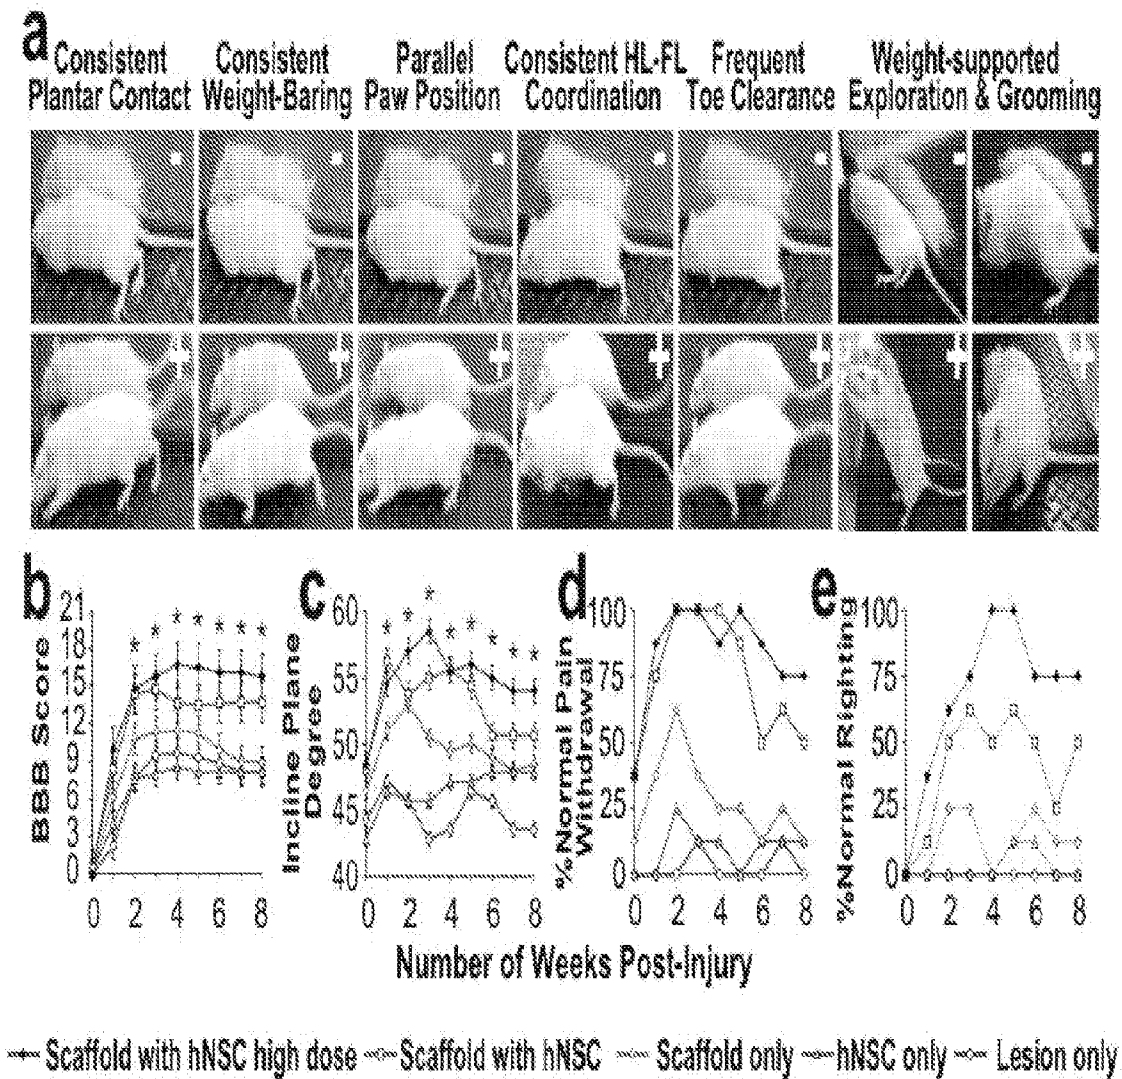 a
Consistent
Plantar Contact
Consistent
Weight-Baring
Parallel
Paw Position
Consistent HL-FL
Coordination
Frequent
Toe Clearance
Weight-supported
Exploration & Grooming
b
BBB Score
21
18
15
12
9
6
3
0
0 2 4 6 8
c
Incline Plane
Degree
60
55
50
45
40
0 2 4 6 8
d
%Normal Pain
Withdrawal
100
75
50
25
0
0 2 4 6 8
e
%Normal Righting
100
75
50
25
0
0 2 4 6 8
Number of Weeks Post-Injury
Scaffold with hNSC high dose Scaffold with hNSC Scaffold only hNSC only Lesion only